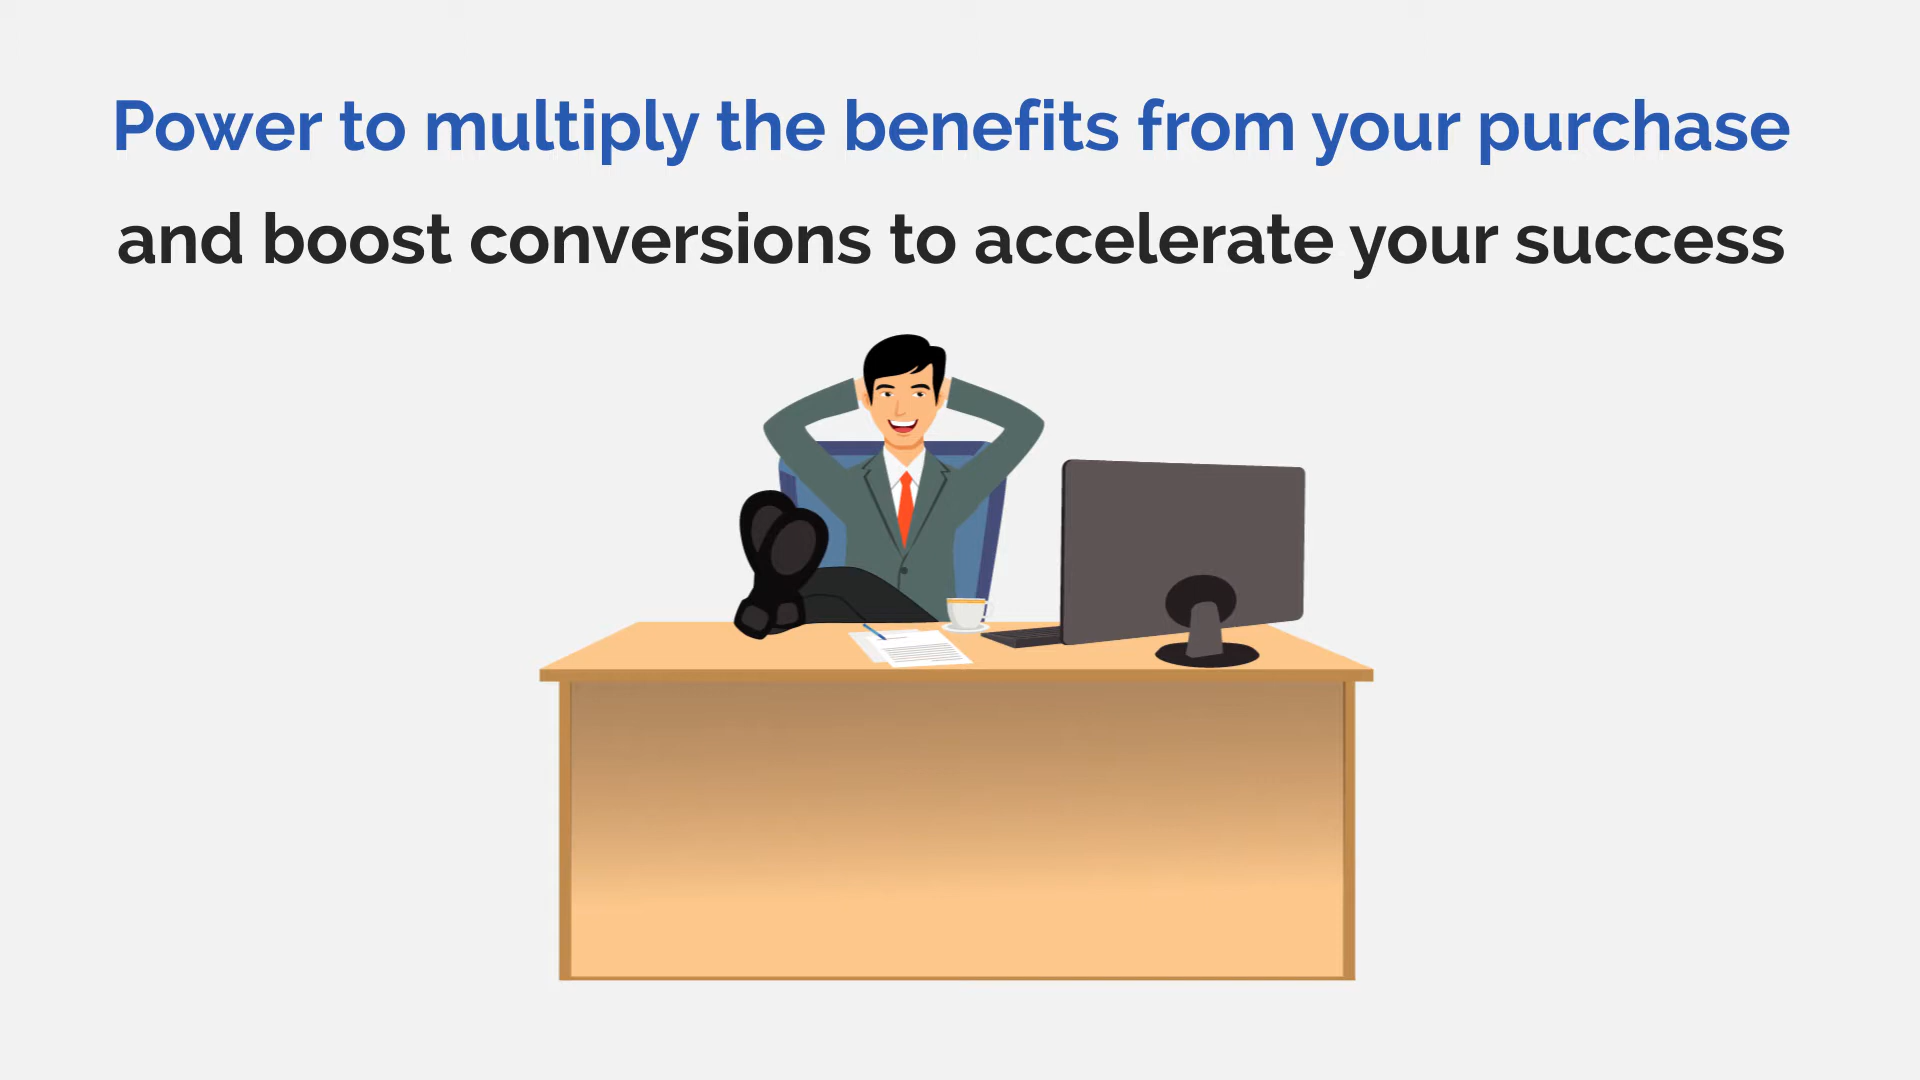 Power to multiply the benefits from your purchase
and boost conversions to accelerate your success